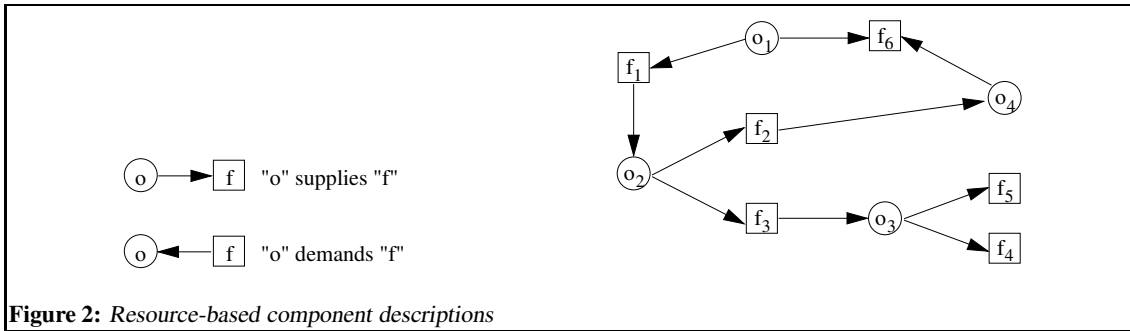 o f "o" supplies "f"
o f "o" demands "f"
o₁ f₆
f₁
o₄
f₂
o₂
f₅
f₃ o₃
f₄
Figure 2: Resource-based component descriptions